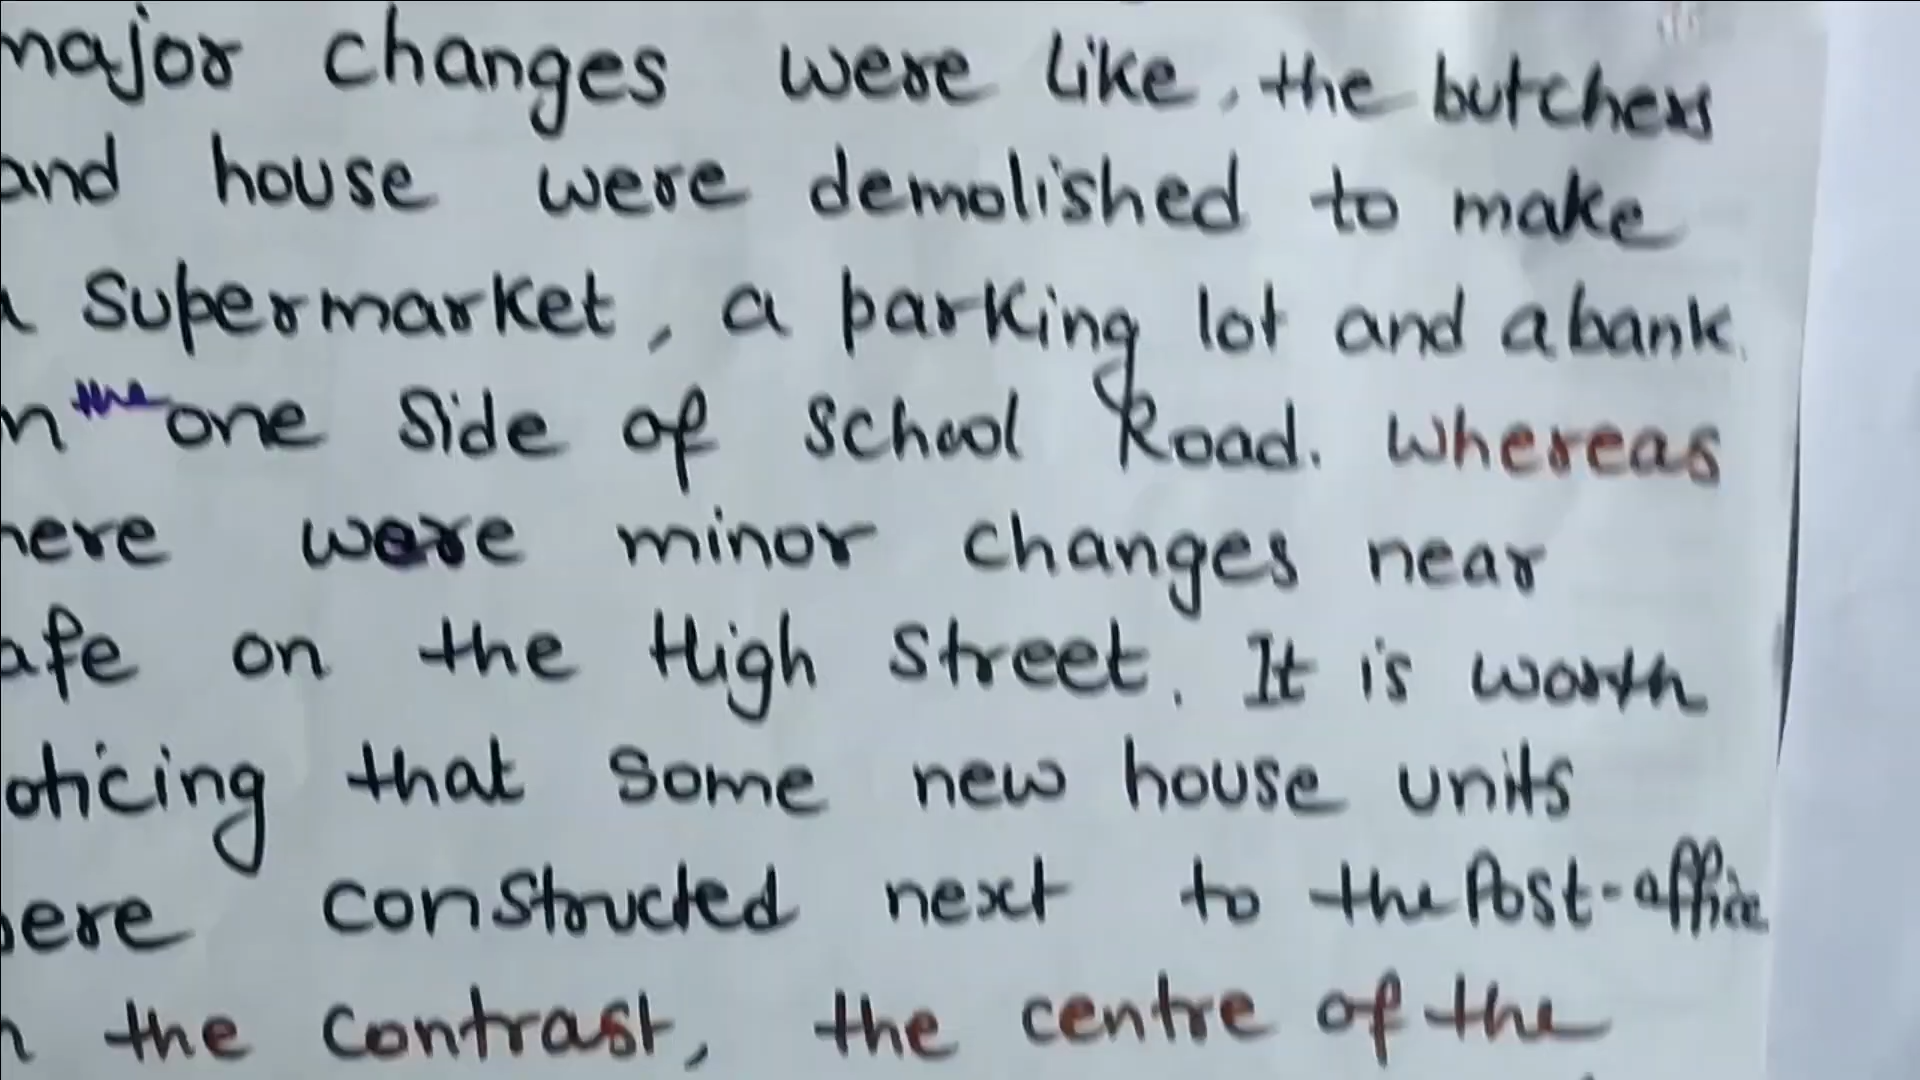 major changes were like, the butchers
and house were demolished to make
a supermarket, a parking lot and a bank.
n the one Side of School Road. Whereas
here were minor changes near
afe on the High Street. It is worth
oticing that some new house units
were constructed next to the Post-office
n the contrast, the centre of the